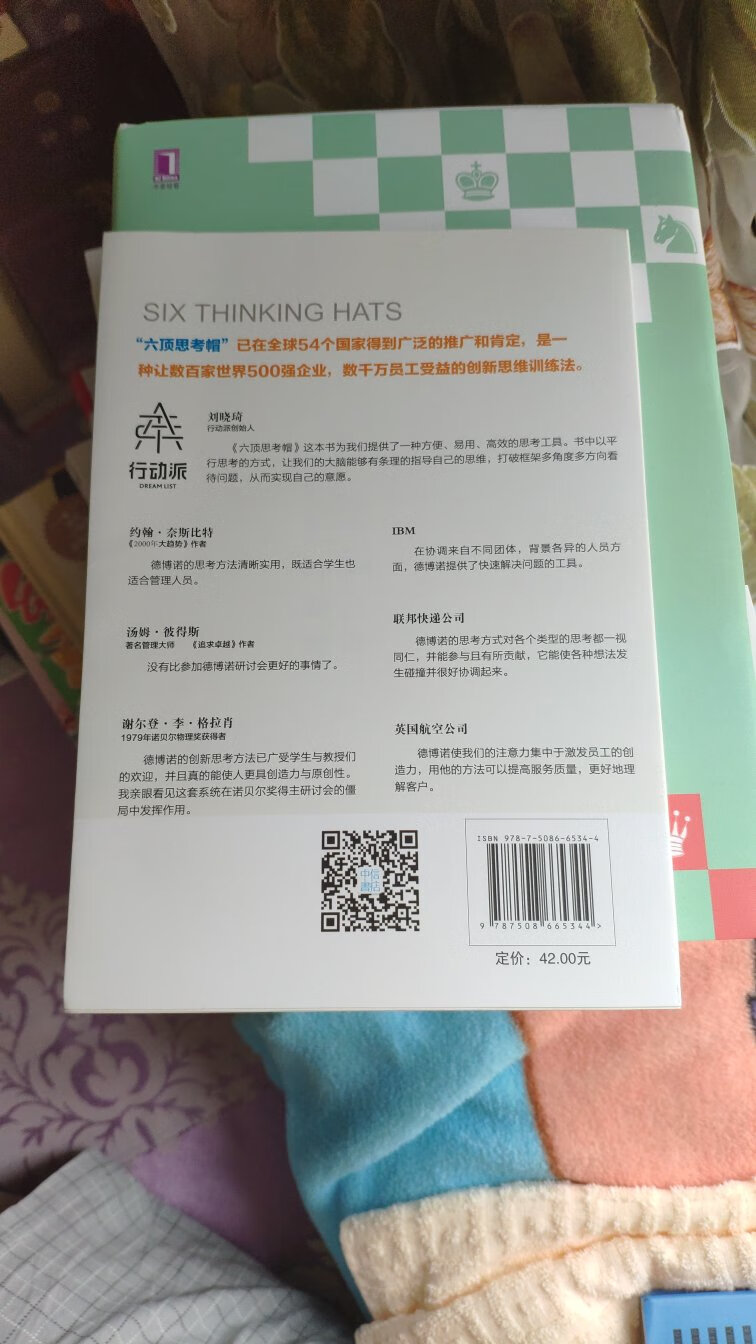 SIX THINKING HATS
“六顶思考帽”已在全球54个国家得到广泛的推广和肯定，是一
种让数百家世界500强企业，数千万员工受益的创新思维训练法。
行动派
DREAM LIST
刘晓琦
行动派创始人
《六顶思考帽》这本书为我们提供了一种方便、易用、高效的思考工具。书中以平
行思考的方式，让我们的大脑能够有条理的指导自己的思维，打破框架多角度多方向看
待问题，从而实现自己的意愿。
约翰·奈斯比特
《2000年大趋势》作者
德博诺的思考方法清晰实用，既适合学生也
适合管理人员。
汤姆·彼得斯
著名管理大师 《追求卓越》作者
没有比参加德博诺研讨会更好的事情了。
谢尔登·李·格拉肖
1979年诺贝尔物理奖获得者
德博诺的创新思考方法已广受学生与教授们
的欢迎，并且真的能使人更具创造力与原创性。
我亲眼看见这套系统在诺贝尔奖得主研讨会的僵
局中发挥作用。
IBM
在协调来自不同团体，背景各异的人员方
面，德博诺提供了快速解决问题的工具。
联邦快递公司
德博诺的思考方式对各个类型的思考都一视
同仁，并能参与且有所贡献，它能使各种想法发
生碰撞并很好协调起来。
英国航空公司
德博诺使我们的注意力集中于激发员工的创
造力，用他的方法可以提高服务质量，更好地理
解客户。
中信
書店
ISBN 978-7-5086-6534-4
9 787508 665344 >
定价：42.00元